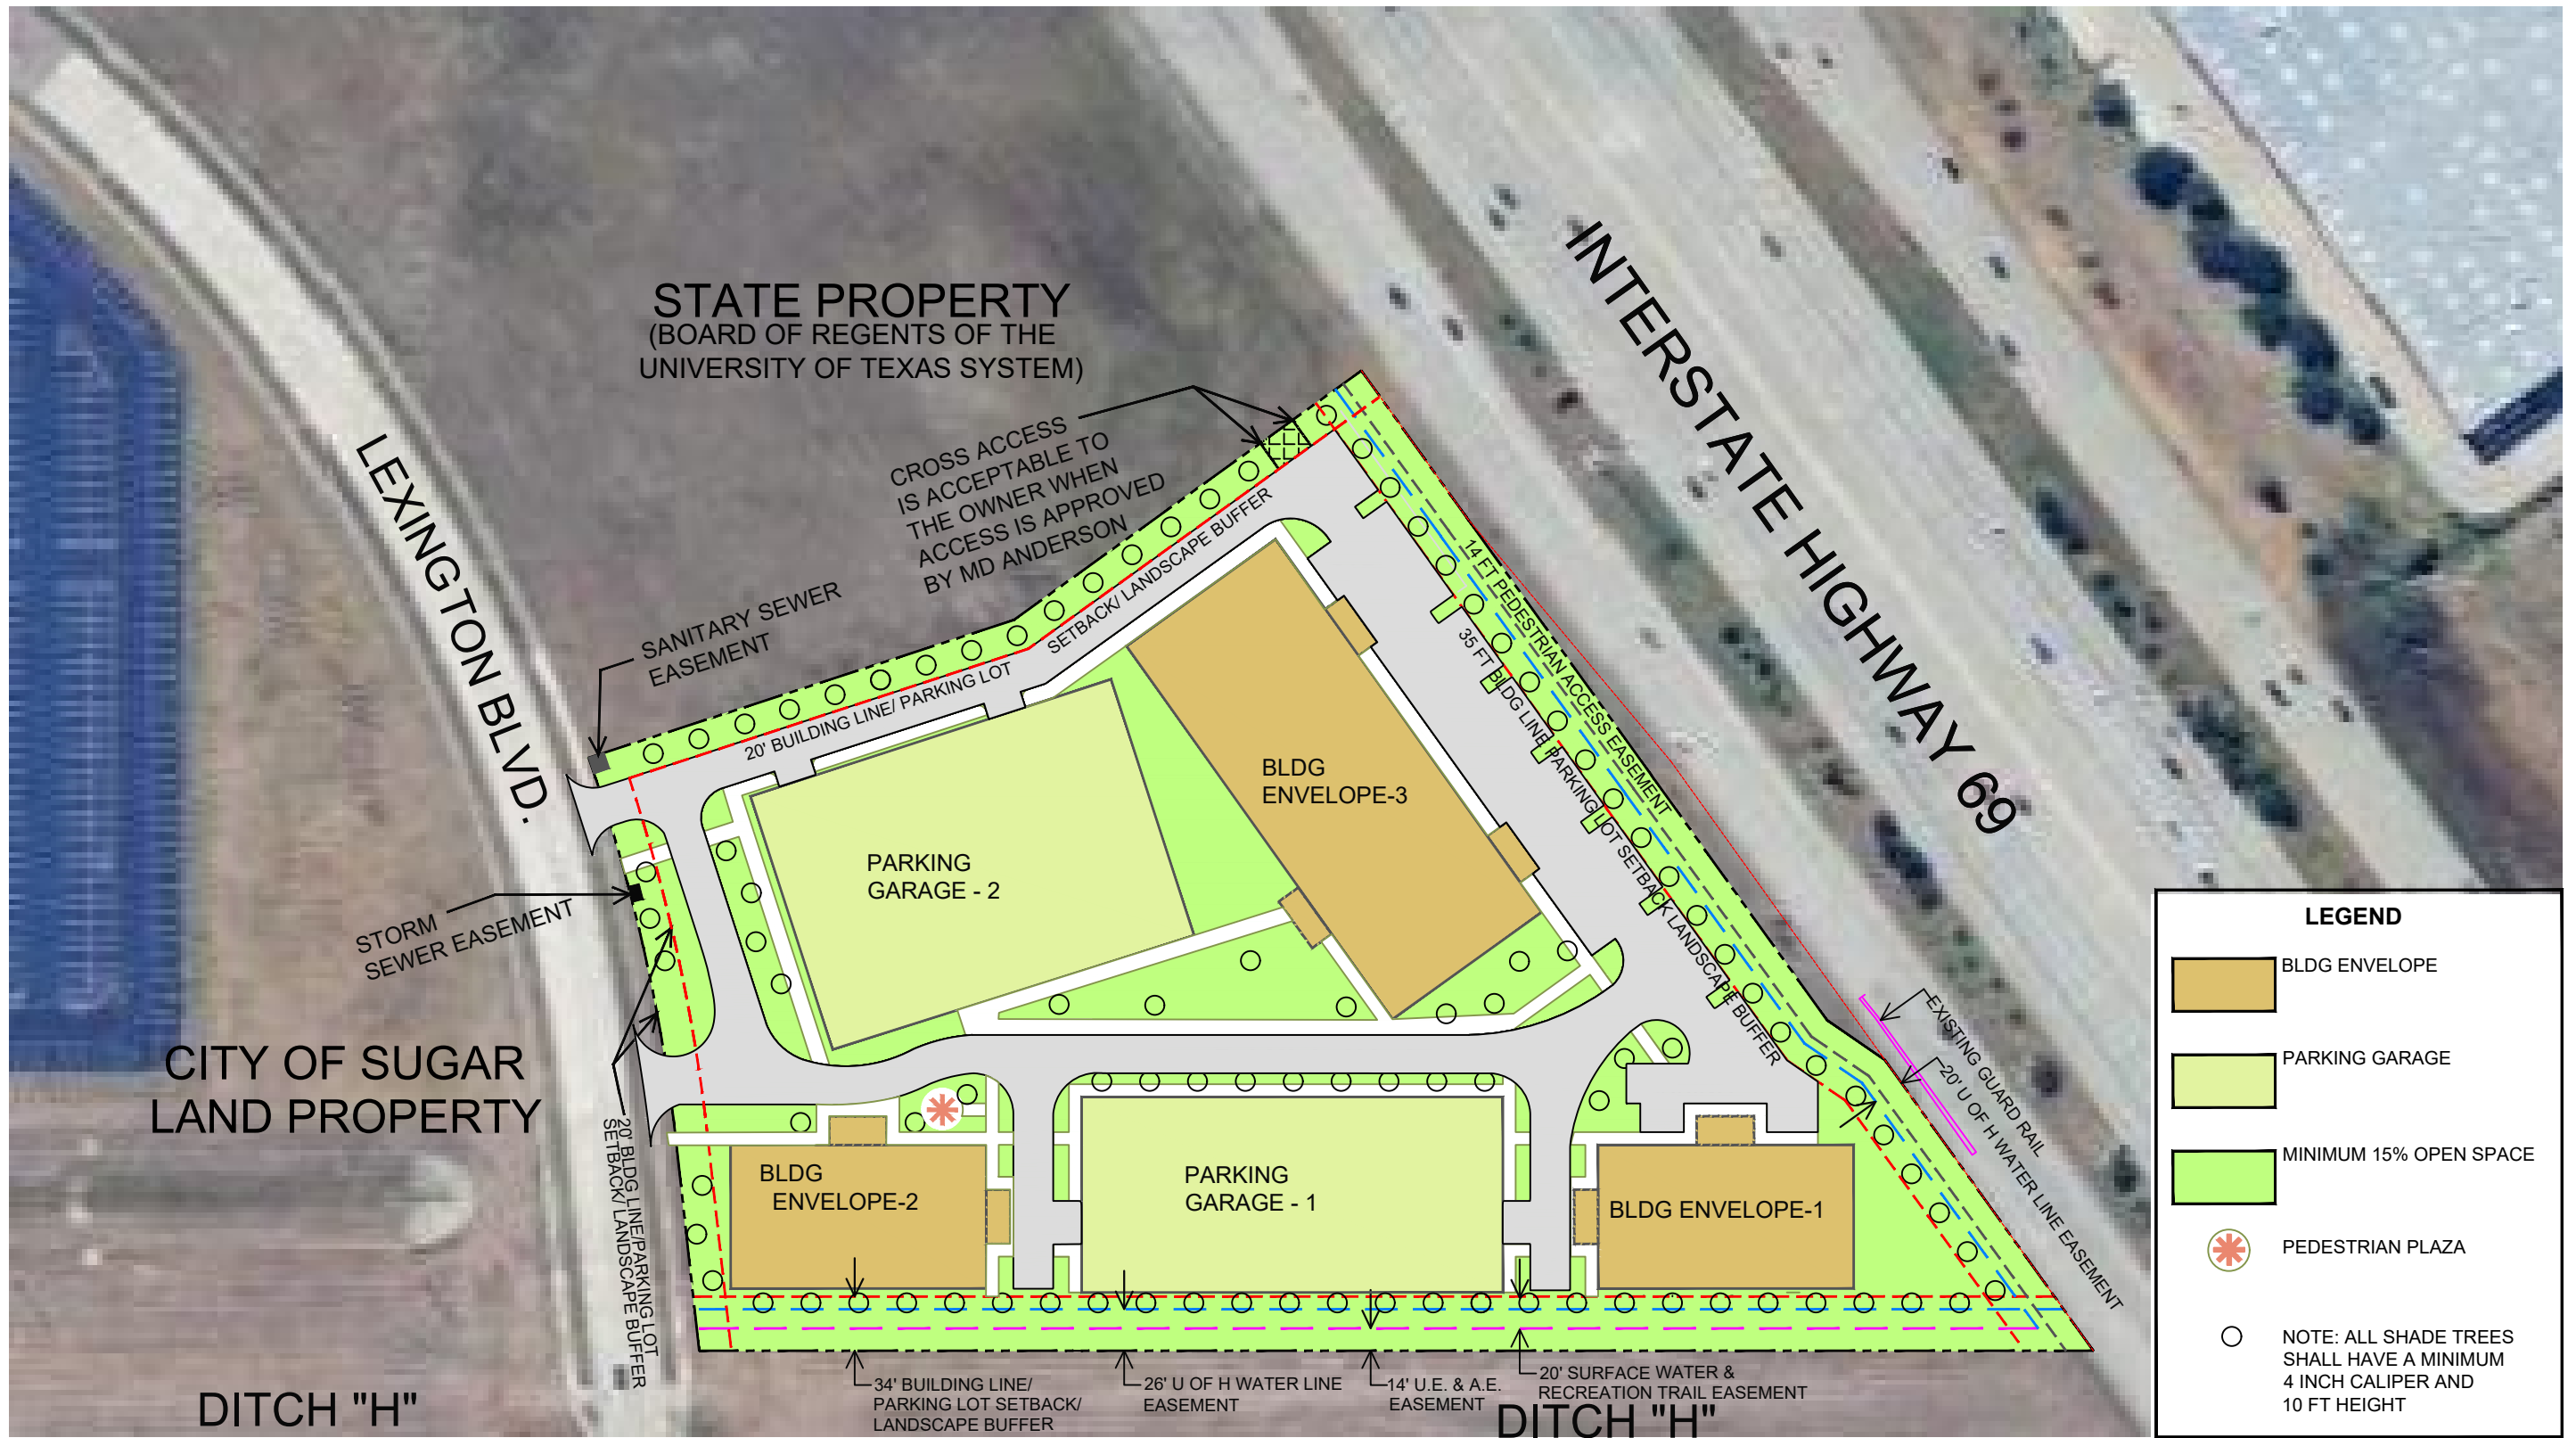 STATE PROPERTY
(BOARD OF REGENTS OF THE
UNIVERSITY OF TEXAS SYSTEM)
INTERSTATE HIGHWAY 69
LEXINGTON BLVD.
CROSS ACCESS
IS ACCEPTABLE TO
THE OWNER WHEN
ACCESS IS APPROVED
BY MD ANDERSON
SANITARY SEWER
EASEMENT
20' BUILDING LINE/ PARKING LOT
SETBACK/ LANDSCAPE BUFFER
14 FT PEDESTRIAN ACCESS EASEMENT
35 FT BLDG LINE PARKING LOT SETBACK LANDSCAPE BUFFER
BLDG
ENVELOPE-3
PARKING
GARAGE - 2
STORM
SEWER EASEMENT
CITY OF SUGAR
LAND PROPERTY
20' BLDG LINE/PARKING LOT
SETBACK/ LANDSCAPE BUFFER
BLDG
ENVELOPE-2
PARKING
GARAGE - 1
BLDG ENVELOPE-1
EXISTING GUARD RAIL
20' U OF H WATER LINE EASEMENT
34' BUILDING LINE/
PARKING LOT SETBACK/
LANDSCAPE BUFFER
26' U OF H WATER LINE
EASEMENT
14' U.E. & A.E.
EASEMENT
20' SURFACE WATER &
RECREATION TRAIL EASEMENT
DITCH "H"
DITCH "H"
LEGEND
BLDG ENVELOPE
PARKING GARAGE
MINIMUM 15% OPEN SPACE
PEDESTRIAN PLAZA
NOTE: ALL SHADE TREES
SHALL HAVE A MINIMUM
4 INCH CALIPER AND
10 FT HEIGHT